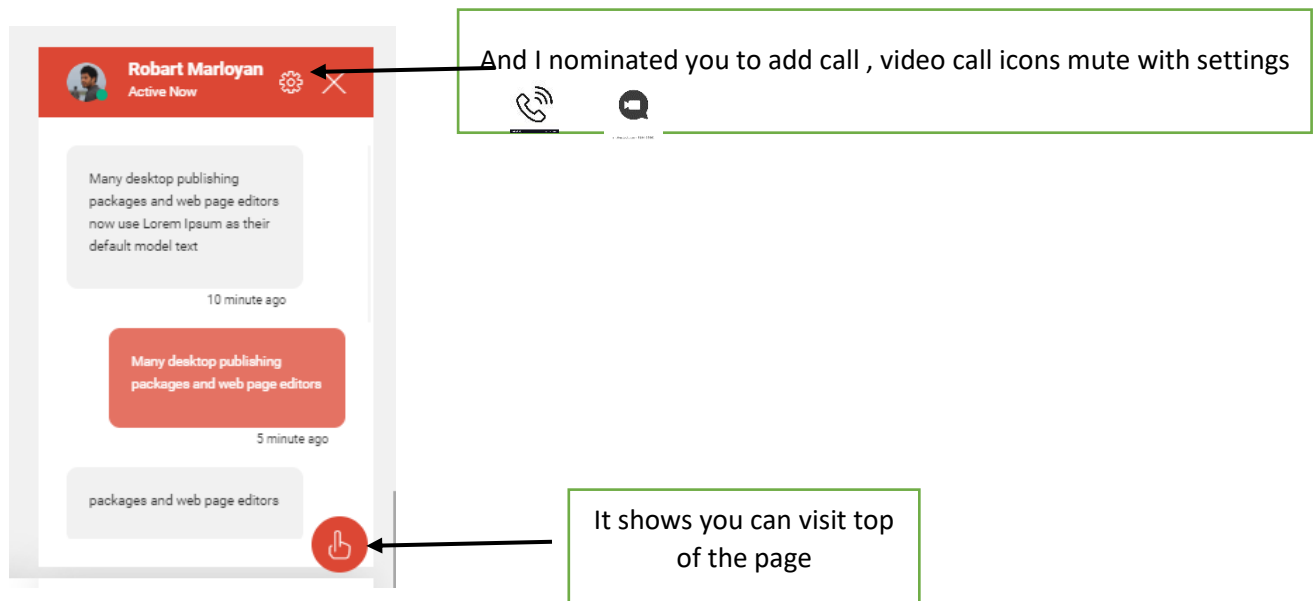 Robart Marloyan
Active Now
And I nominated you to add call , video call icons mute with settings
Many desktop publishing
packages and web page editors
now use Lorem Ipsum as their
default model text
10 minute ago
Many desktop publishing
packages and web page editors
5 minute ago
packages and web page editors
It shows you can visit top
of the page